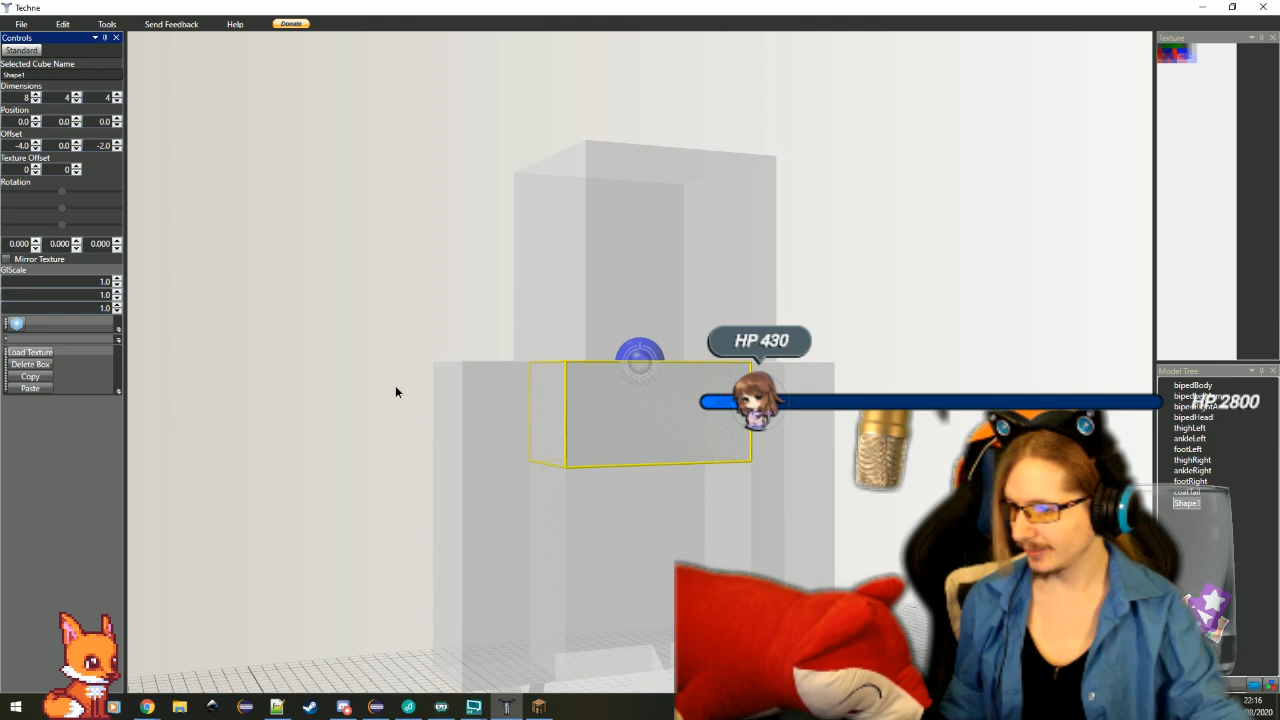 Techne
File Edit Tools Send Feedback Help Donate
Controls
Standard
Selected Cube Name
Shape1
Dimensions
8 4 4
Position
0.0 0.0 0.0
Offset
-4.0 0.0 -2.0
Texture Offset
0 0
Rotation
0.000 0.000 0.000
Mirror Texture
GlScale
1.0
1.0
1.0
Load Texture
Delete Box
Copy
Paste
HP 430
HP 2800
Texture
Model Tree
bipedBody
bipedHead
thighLeft
ankleLeft
footLeft
thighRight
ankleRight
footRight
coatTail
Shape1
22:16
08/2020